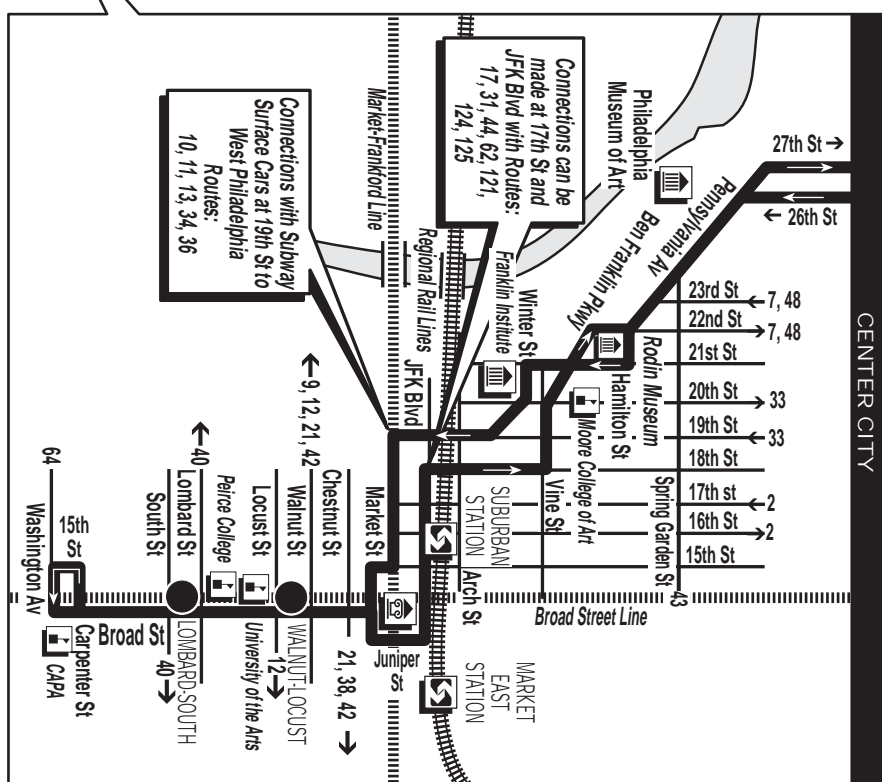 CENTER CITY
27th St →
← 26th St
Pennsylvania Av
Ben Franklin Pkwy
Philadelphia
Museum of Art
Connections can be
made at 17th St and
JFK Blvd with Routes:
17, 31, 44, 62, 121,
124, 125
Market-Frankford Line
Connections with Subway
Surface Cars at 19th St to
West Philadelphia
Routes:
10, 11, 13, 34, 36
Regional Rail Lines
Franklin Institute
Winter St
JFK Blvd
23rd St
← 7, 48
22nd St
→ 7, 48
21st St
20th St
→ 33
19th St
← 33
18th St
17th st
← 2
16th St
→ 2
15th St
Rodin Museum
Hamilton St
Moore College of Art
Spring Garden St
43
Vine St
SUBURBAN
STATION
Arch St
Broad Street Line
MARKET
EAST
STATION
Juniper
St
Market St
Chestnut St
21, 38, 42 →
← 9, 12, 21, 42
Walnut St
WALNUT-LOCUST
Locust St
12 →
University of the Arts
Peirce College
← 40
Lombard St
LOMBARD-SOUTH
South St
40 →
Broad St
64
Washington Av
15th
St
Carpenter St
CAPA